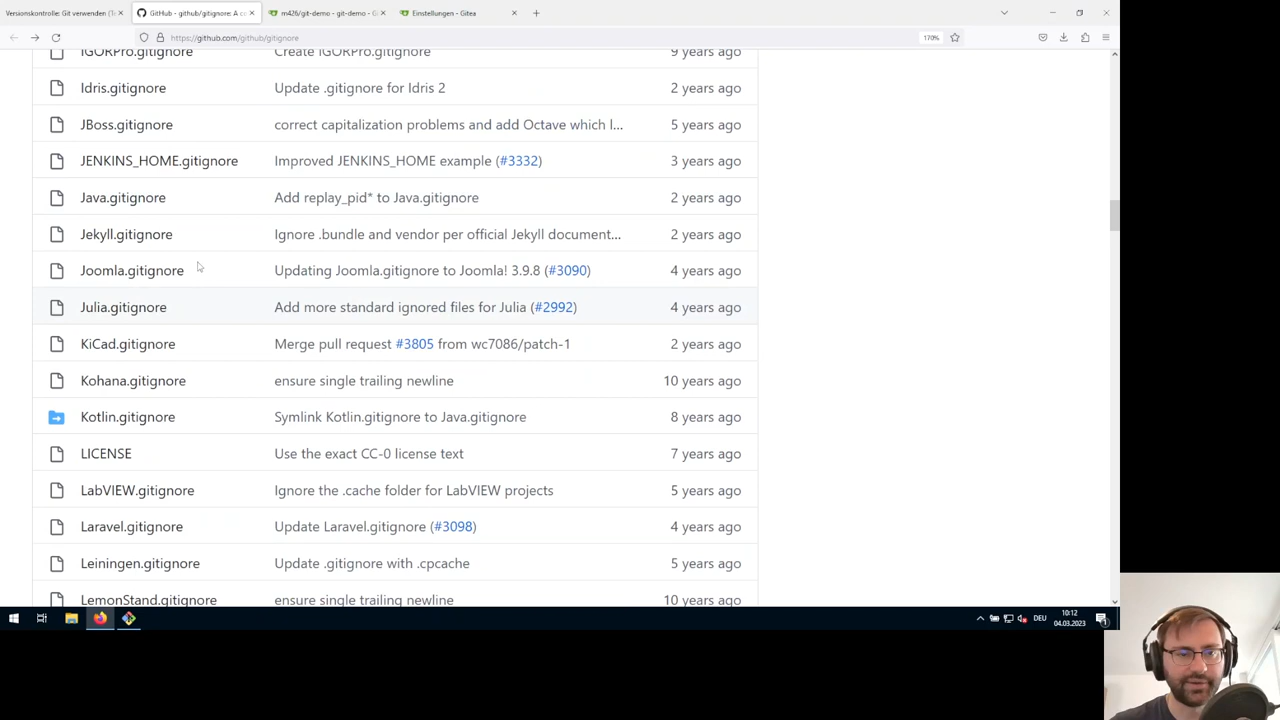 Versionskontrolle: Git verwenden (Te
GitHub - github/gitignore: A co
m426/git-demo - git-demo - Gi
Einstellungen - Gitea
https://github.com/github/gitignore
170%
IGORPro.gitignore Create IGORPro.gitignore 9 years ago
Idris.gitignore Update .gitignore for Idris 2 2 years ago
JBoss.gitignore correct capitalization problems and add Octave which l... 5 years ago
JENKINS_HOME.gitignore Improved JENKINS_HOME example (#3332) 3 years ago
Java.gitignore Add replay_pid* to Java.gitignore 2 years ago
Jekyll.gitignore Ignore .bundle and vendor per official Jekyll document... 2 years ago
Joomla.gitignore Updating Joomla.gitignore to Joomla! 3.9.8 (#3090) 4 years ago
Julia.gitignore Add more standard ignored files for Julia (#2992) 4 years ago
KiCad.gitignore Merge pull request #3805 from wc7086/patch-1 2 years ago
Kohana.gitignore ensure single trailing newline 10 years ago
Kotlin.gitignore Symlink Kotlin.gitignore to Java.gitignore 8 years ago
LICENSE Use the exact CC-0 license text 7 years ago
LabVIEW.gitignore Ignore the .cache folder for LabVIEW projects 5 years ago
Laravel.gitignore Update Laravel.gitignore (#3098) 4 years ago
Leiningen.gitignore Update .gitignore with .cpcache 5 years ago
LemonStand.gitignore ensure single trailing newline 10 years ago
DEU
10:12
04.03.2023